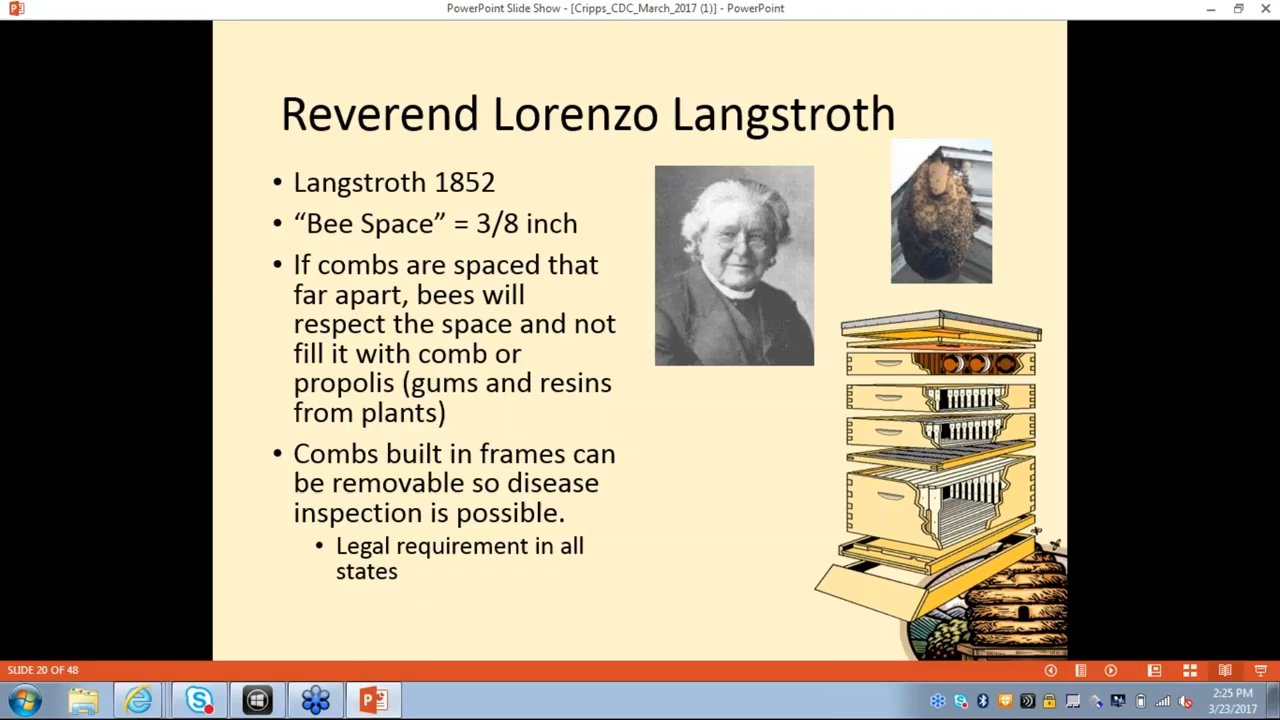 PowerPoint Slide Show - [Cripps_CDC_March_2017 (1)] - PowerPoint
Reverend Lorenzo Langstroth
• Langstroth 1852
• “Bee Space” = 3/8 inch
• If combs are spaced that
far apart, bees will
respect the space and not
fill it with comb or
propolis (gums and resins
from plants)
• Combs built in frames can
be removable so disease
inspection is possible.
• Legal requirement in all
states
SLIDE 20 OF 48
2:25 PM
3/23/2017